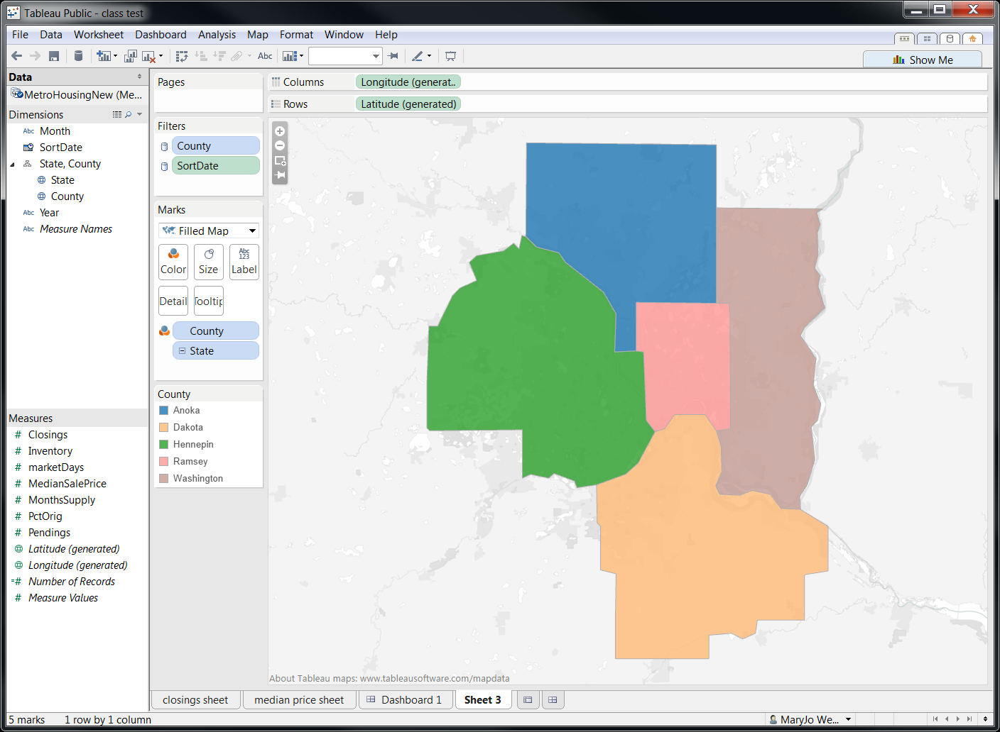 Tableau Public - class test
File Data Worksheet Dashboard Analysis Map Format Window Help
Abc
Show Me
Data
MetroHousingNew (Me...
Dimensions
Abc Month
SortDate
State, County
State
County
Abc Year
Abc Measure Names
Measures
# Closings
# Inventory
# marketDays
# MedianSalePrice
# MonthsSupply
# PctOrig
# Pendings
Latitude (generated)
Longitude (generated)
=# Number of Records
# Measure Values
Pages
Filters
County
SortDate
Marks
Filled Map
Color
Size
Abc
123
Label
Detail
Tooltip
County
State
County
Anoka
Dakota
Hennepin
Ramsey
Washington
Columns
Longitude (generat..
Rows
Latitude (generated)
About Tableau maps: www.tableausoftware.com/mapdata
closings sheet
median price sheet
Dashboard 1
Sheet 3
5 marks
1 row by 1 column
MaryJo We...